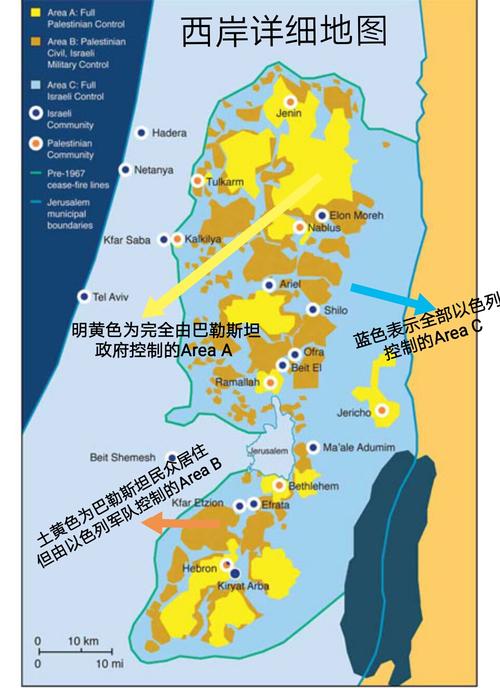 西岸详细地图
Area A: Full
Palestinian Control
Area B: Palestinian
Civil, Israeli
Military Control
Area C: Full
Israeli Control
Israeli
Community
Palestinian
Community
Pre-1967
cease-fire lines
Jerusalem
municipal
boundaries
Jenin
Hadera
Netanya
Tulkarm
Elon Moreh
Nablus
Kfar Saba
Kalkilya
Ariel
Tel Aviv
Shilo
明黄色为完全由巴勒斯坦
政府控制的Area A
蓝色表示全部以色列
控制的Area C
Ofra
Beit El
Ramallah
Jericho
Jerusalem
Ma'ale Adumim
Beit Shemesh
土黄色为巴勒斯坦民众居住
但由以色列军队控制的Area B
Bethlehem
Kfar Etzion
Efrata
Hebron
Kiryat Arba
0 10 km
0 10 mi